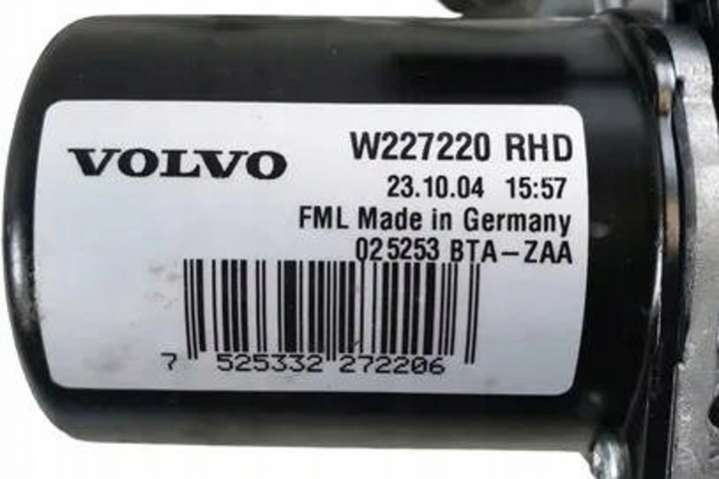 VOLVO
W227220 RHD
23.10.04 15:57
FML Made in Germany
025253 BTA-ZAA
7 525332 272206